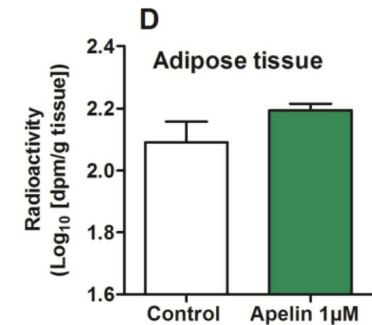 D
Adipose tissue
Radioactivity
(Log10 [dpm/g tissue])
2.4
2.2
2.0
1.8
1.6
Control Apelin 1µM